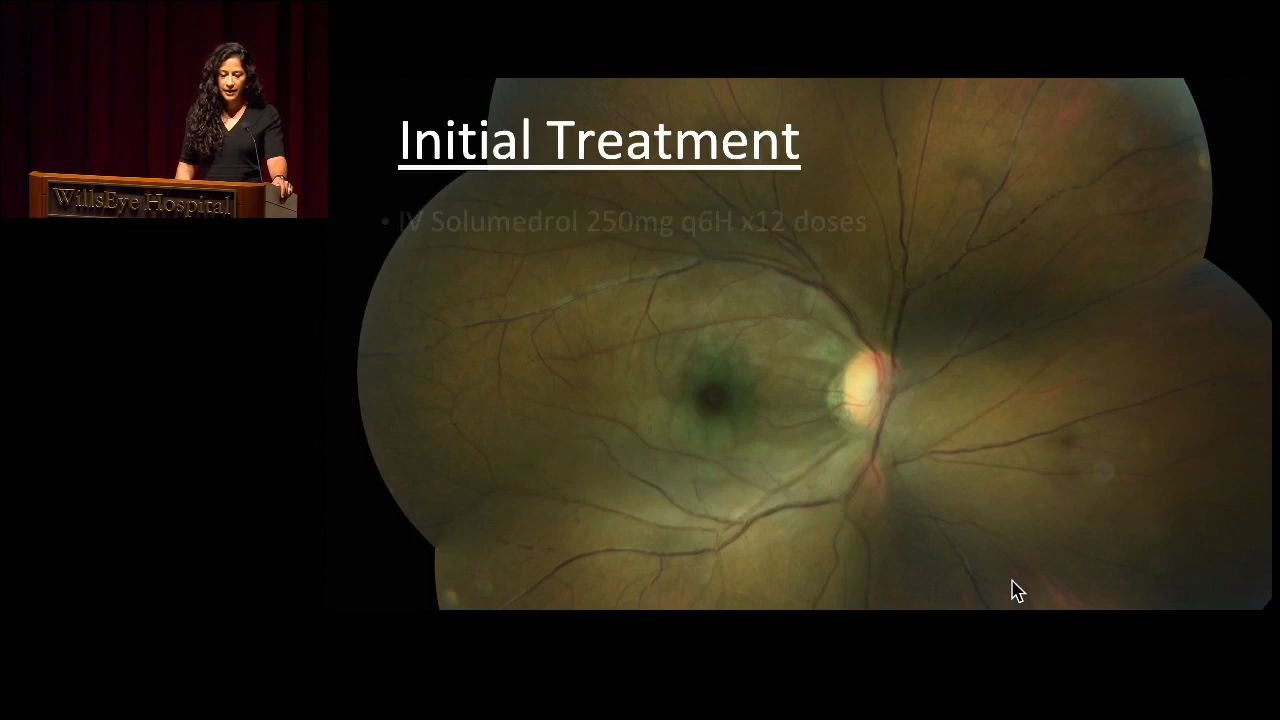 WillsEye Hospital
Initial Treatment
• IV Solumedrol 250mg q6H x12 doses